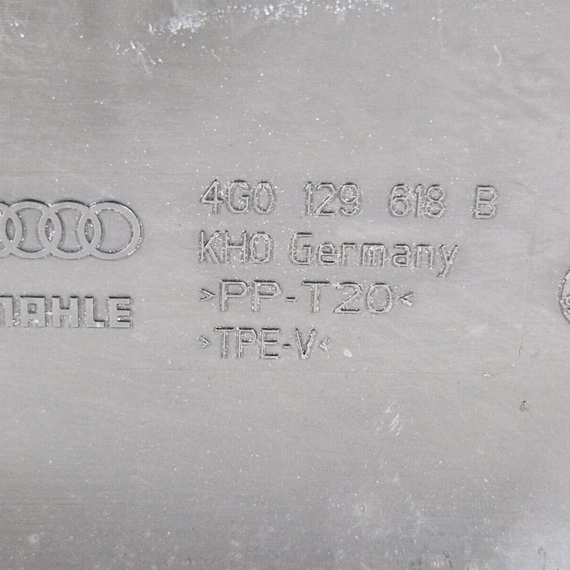 4G0 129 618 B
KHO Germany
>PP-T20<
MAHLE
>TPE-V<